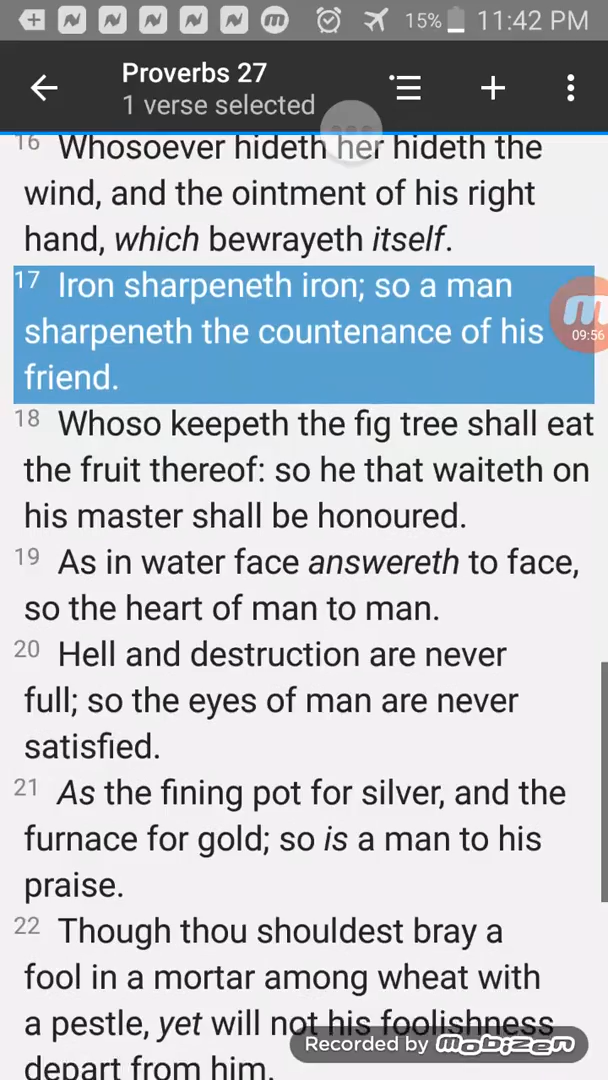 15% 11:42 PM
Proverbs 27
1 verse selected
16 Whosoever hideth her hideth the
wind, and the ointment of his right
hand, which bewrayeth itself.
17 Iron sharpeneth iron; so a man
sharpeneth the countenance of his
friend.
09:56
18 Whoso keepeth the fig tree shall eat
the fruit thereof: so he that waiteth on
his master shall be honoured.
19 As in water face answereth to face,
so the heart of man to man.
20 Hell and destruction are never
full; so the eyes of man are never
satisfied.
21 As the fining pot for silver, and the
furnace for gold; so is a man to his
praise.
22 Though thou shouldest bray a
fool in a mortar among wheat with
a pestle, yet will not his foolishness
Recorded by mobizen
depart from him.